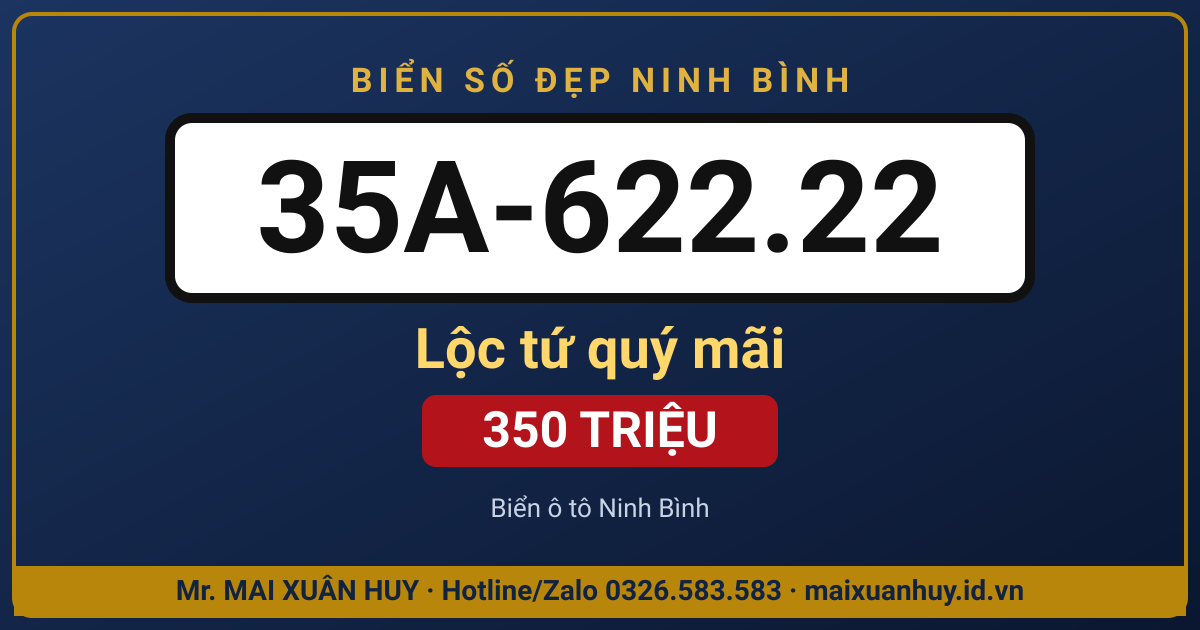 BIỂN SỐ ĐẸP NINH BÌNH
35A-622.22
Lộc tứ quý mãi
350 TRIỆU
Biển ô tô Ninh Bình
Mr. MAI XUÂN HUY · Hotline/Zalo 0326.583.583 · maixuanhuy.id.vn